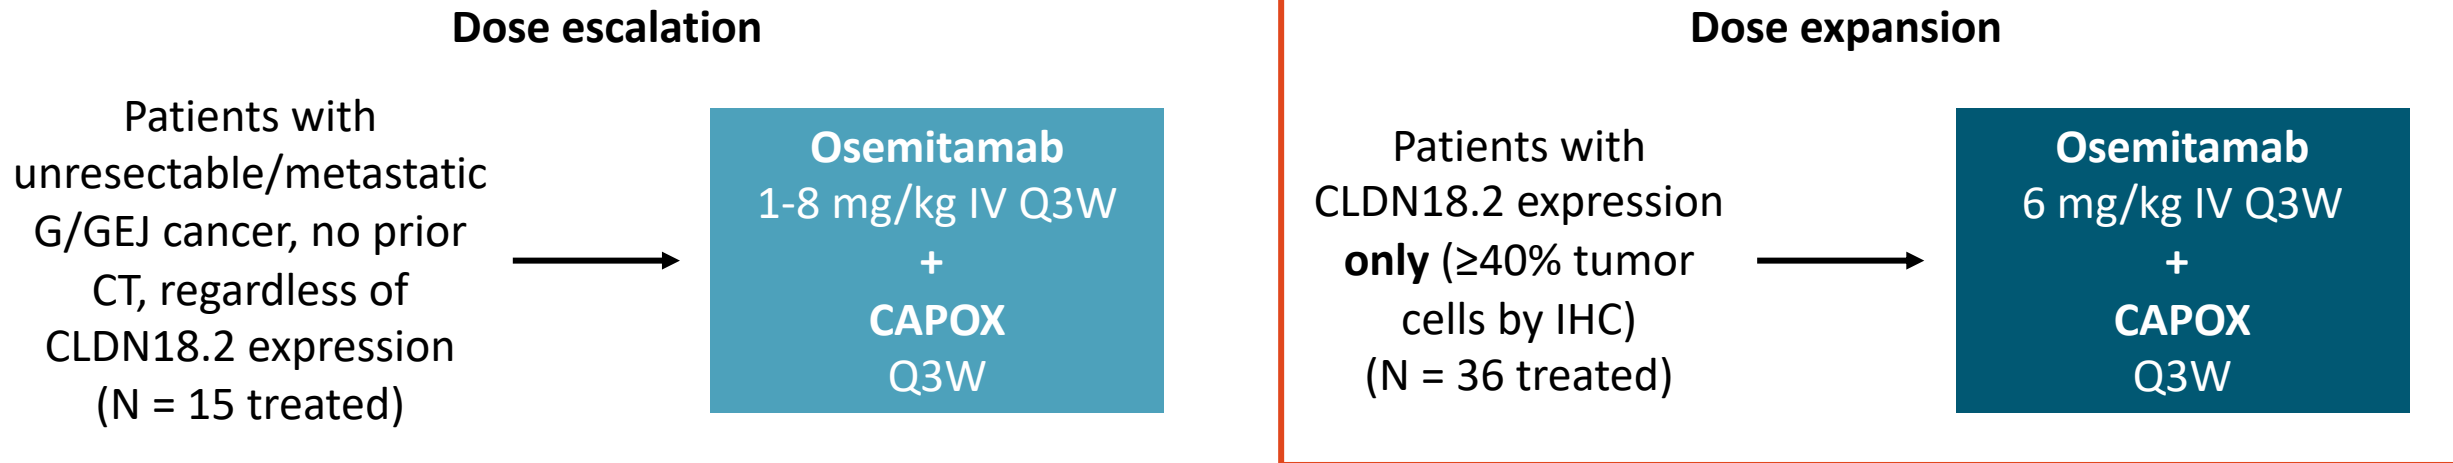 Dose escalation
Patients with
unresectable/metastatic
G/GEJ cancer, no prior
CT, regardless of
CLDN18.2 expression
(N = 15 treated)
Osemitamab
1-8 mg/kg IV Q3W
+
CAPOX
Q3W
Dose expansion
Patients with
CLDN18.2 expression
only (≥40% tumor
cells by IHC)
(N = 36 treated)
Osemitamab
6 mg/kg IV Q3W
+
CAPOX
Q3W